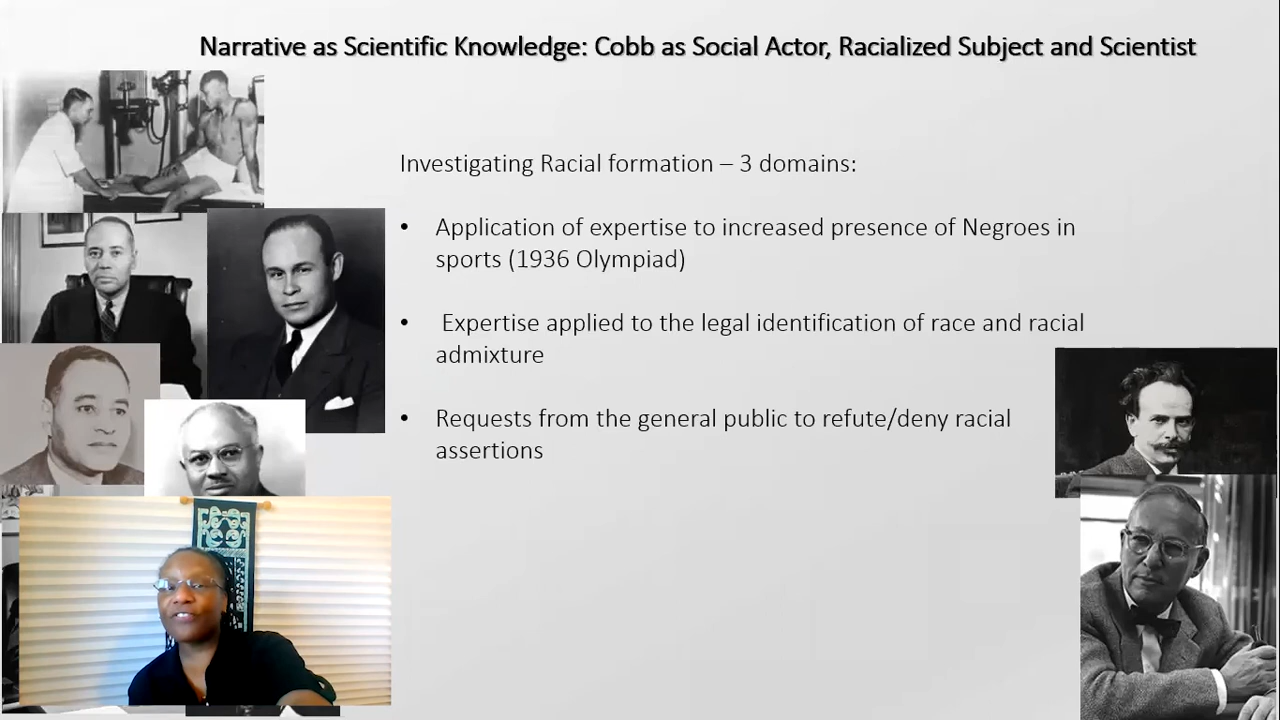 Narrative as Scientific Knowledge: Cobb as Social Actor, Racialized Subject and Scientist
Investigating Racial formation – 3 domains:
• Application of expertise to increased presence of Negroes in
sports (1936 Olympiad)
• Expertise applied to the legal identification of race and racial
admixture
• Requests from the general public to refute/deny racial
assertions